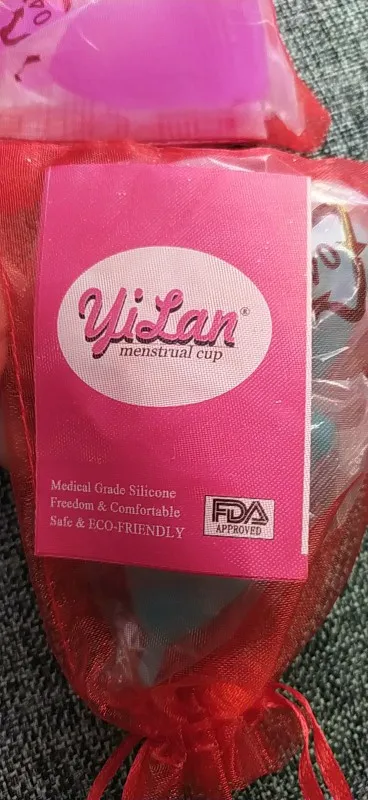 YiLan®
menstrual cup
Medical Grade Silicone
Freedom & Comfortable
Safe & ECO-FRIENDLY
FDA
APPROVED